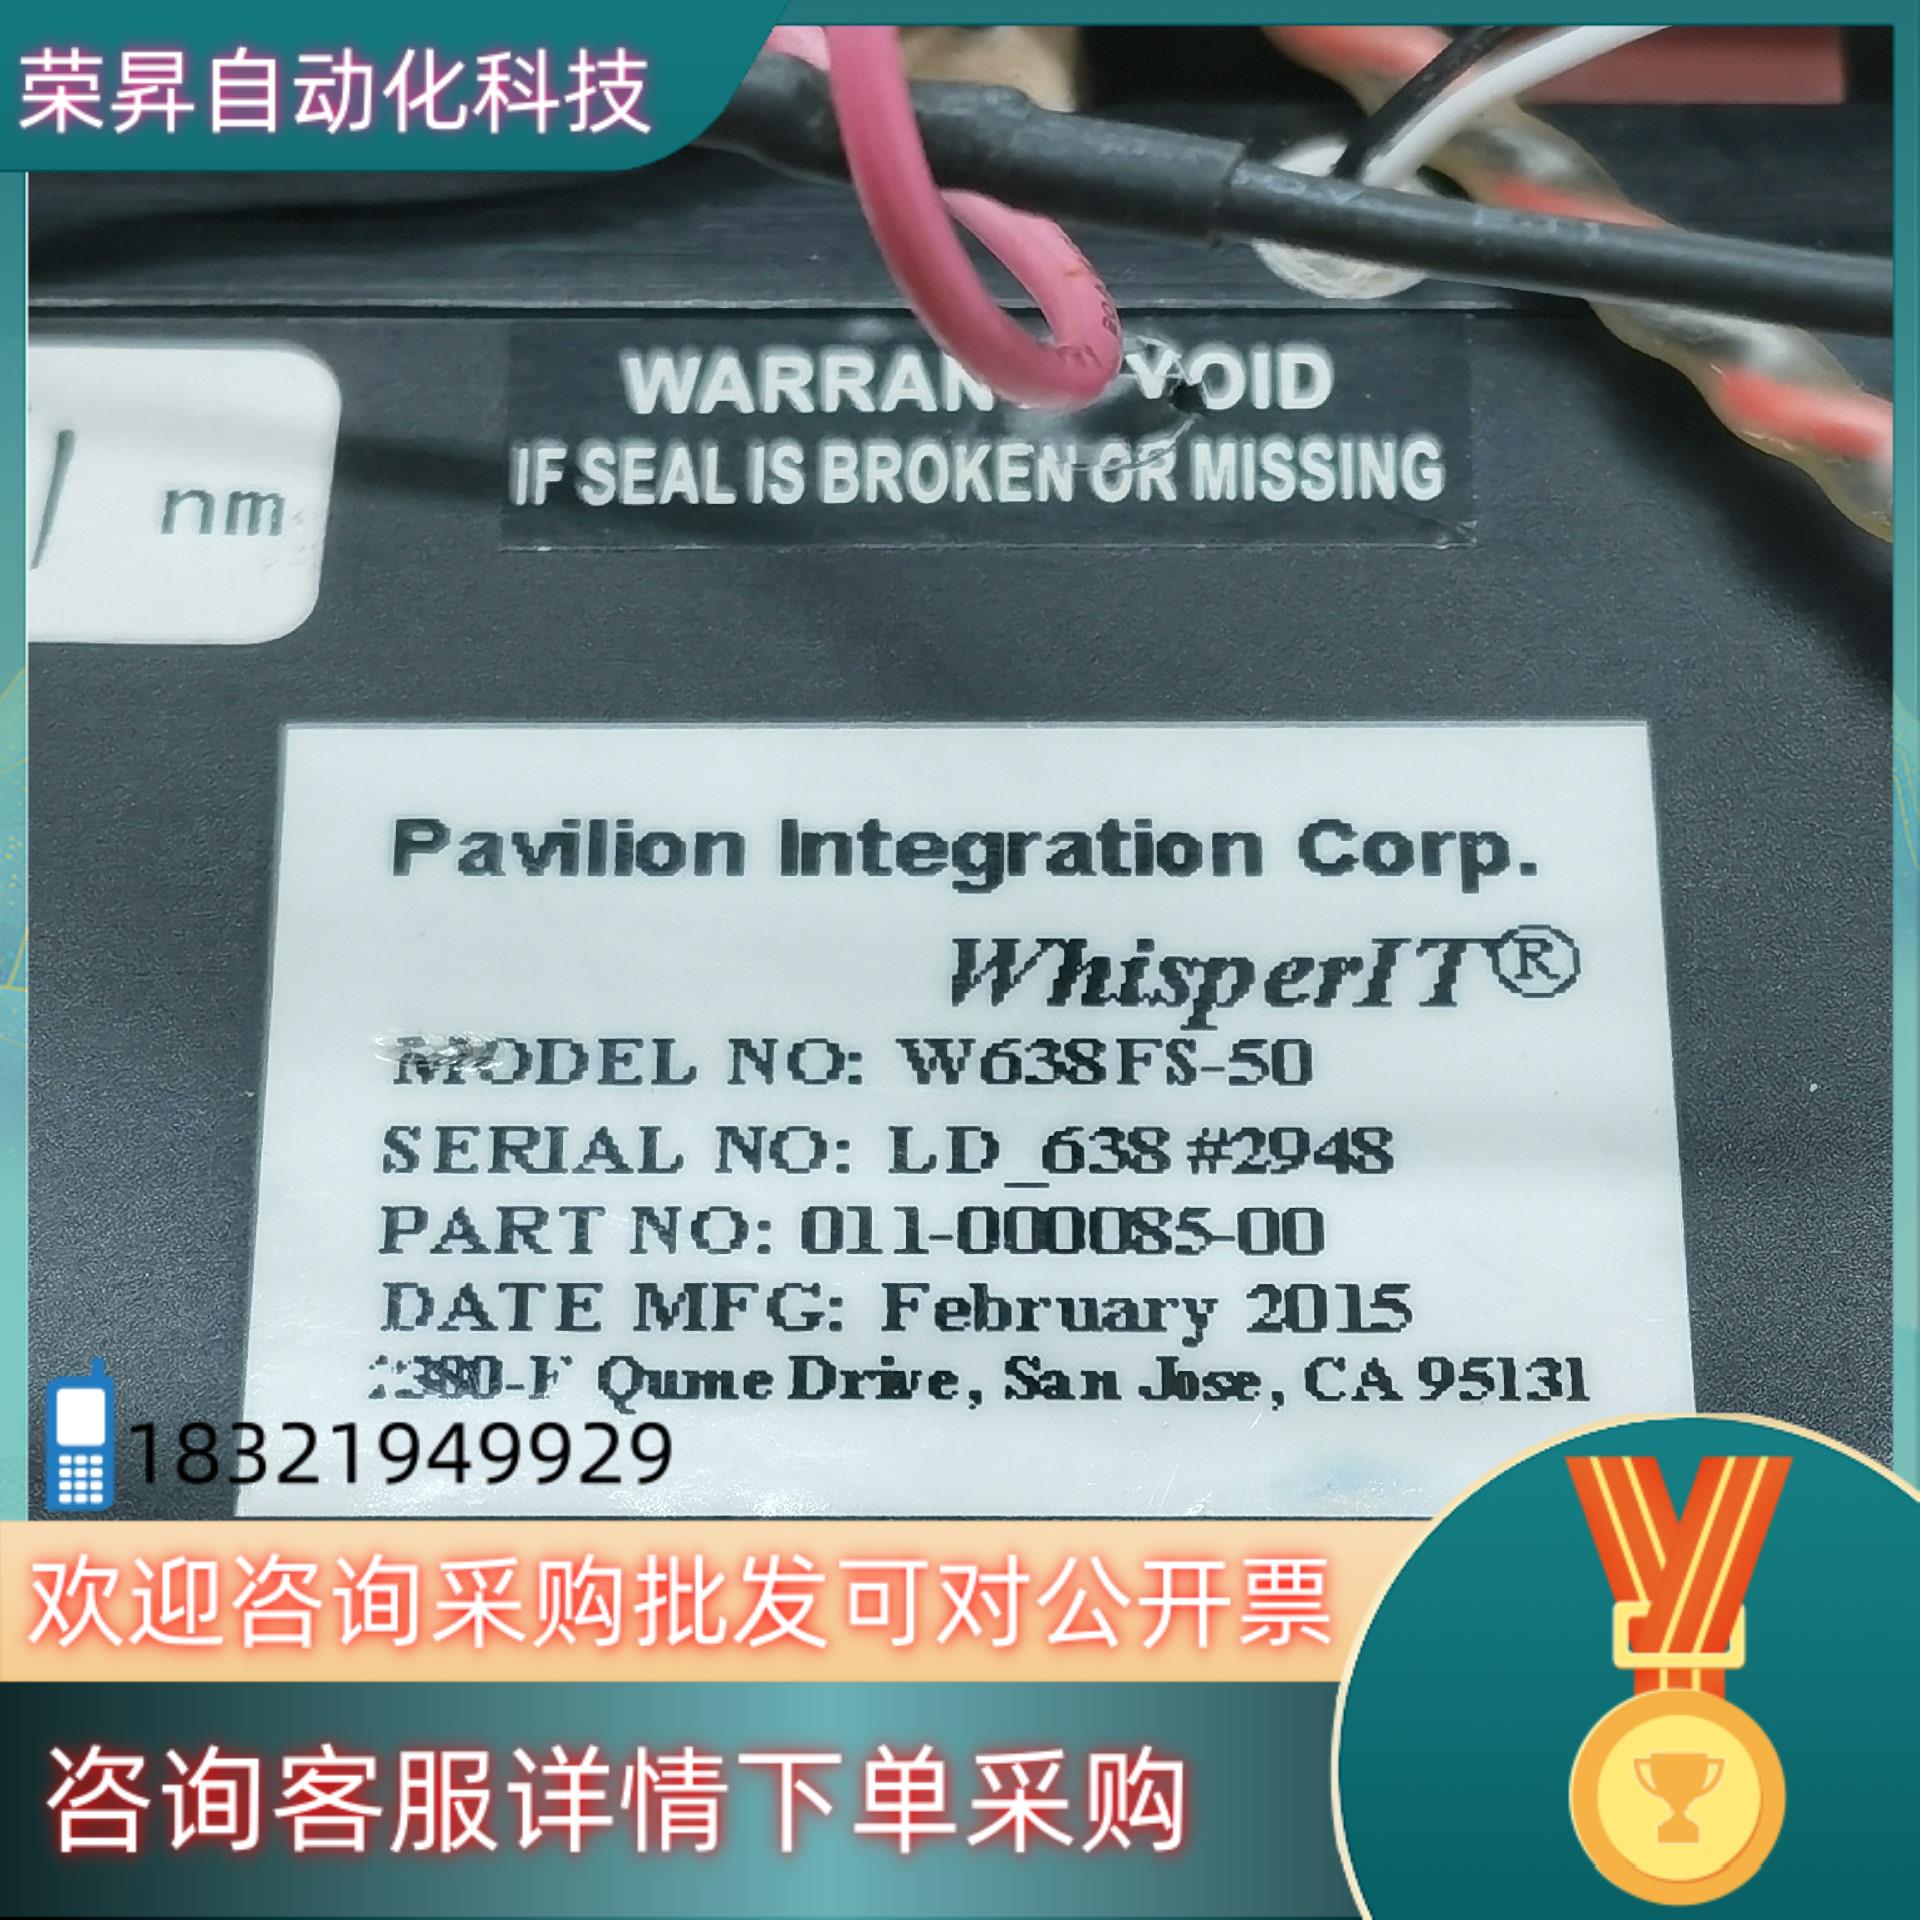 荣昇自动化科技
WARRAN VOID
IF SEAL IS BROKEN OR MISSING
/ nm
Pavilion Integration Corp.
WhisperIT®
MODEL NO: W638FS-50
SERIAL NO: LD_638 #2948
PART NO: 011-000085-00
DATE MFG: February 2015
Qume Drive, San Jose, CA 95131
18321949929
欢迎咨询采购批发可对公开票
咨询客服详情下单采购